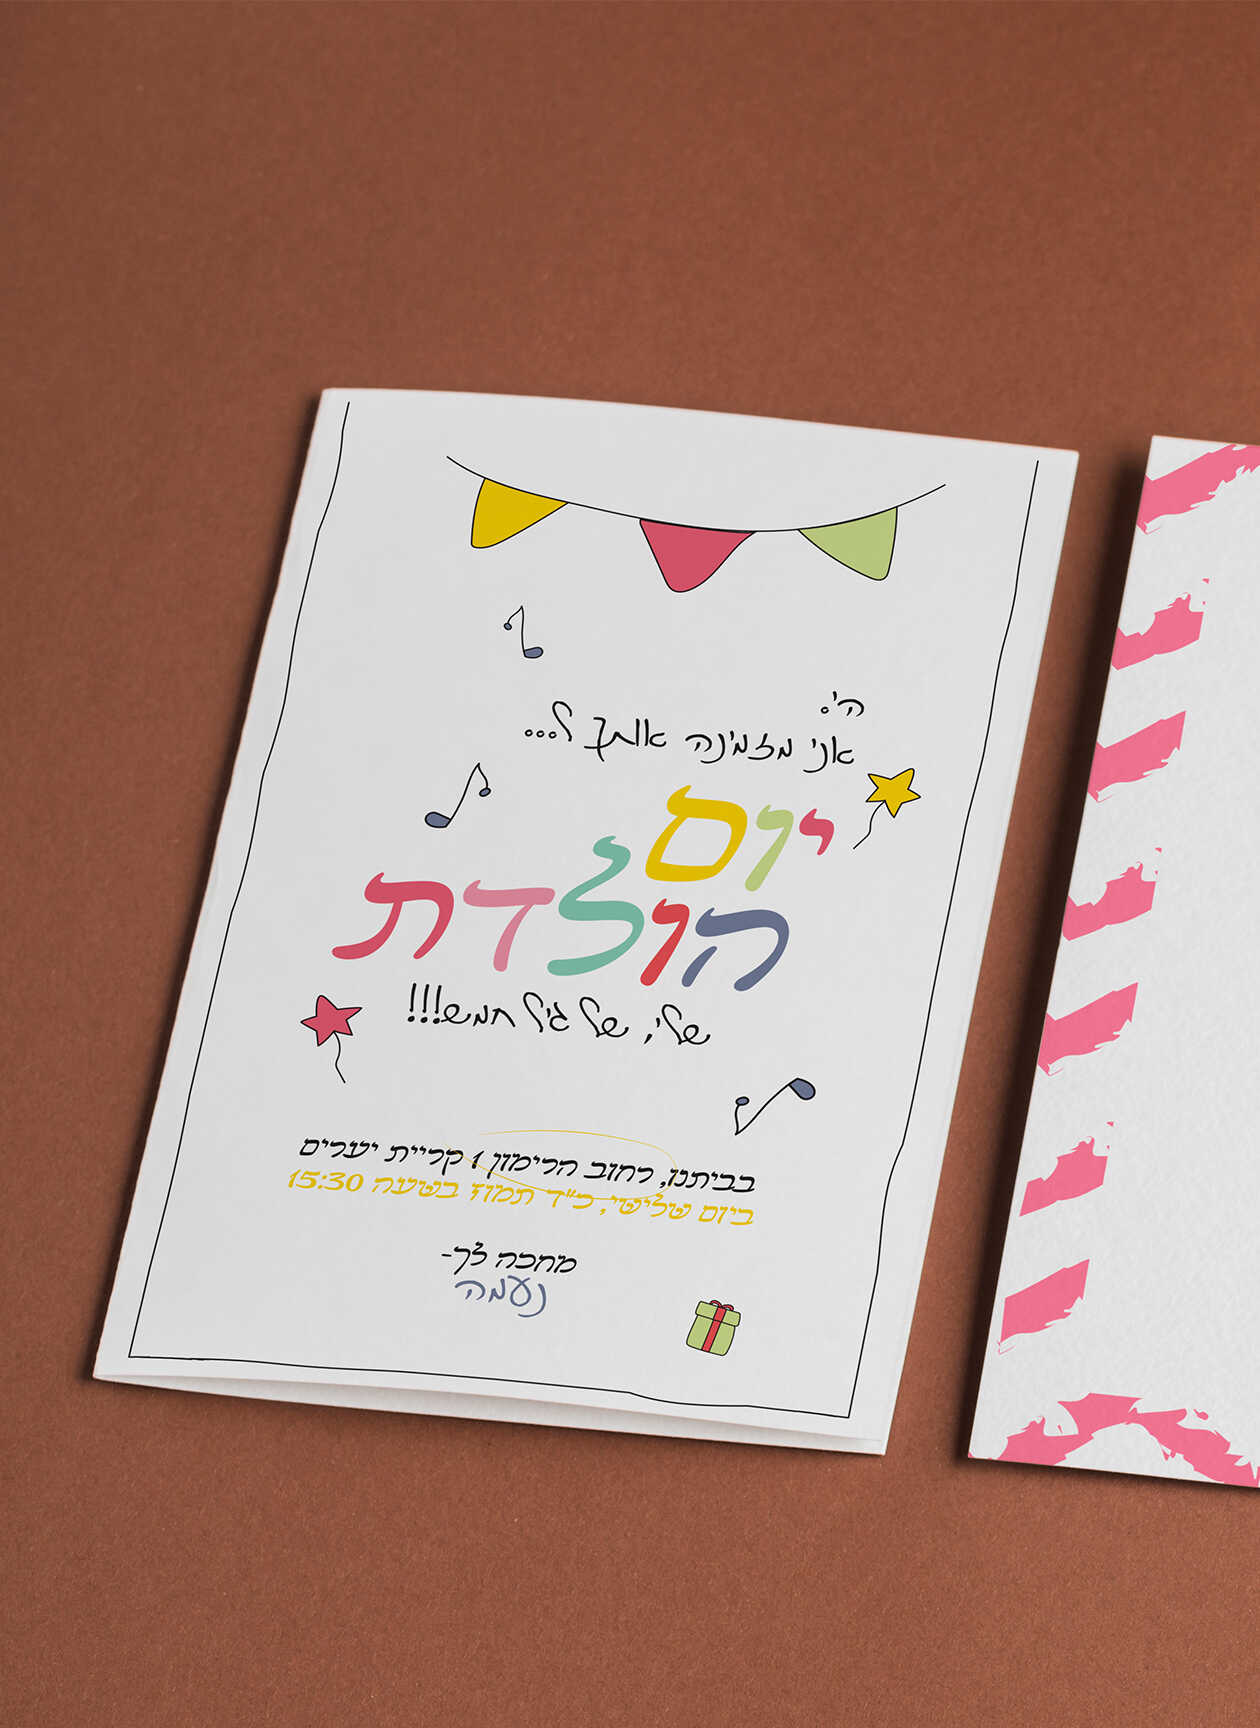 הי.
אני מזמינה אותך ל...
יום
הולדת
שלי, של גיל חמש!!!
בביתנו, רחוב הרימון 1 קריית יערים
ביום שלישי, כ"ד תמוז בשעה 15:30
מחכה לך-
נעמה